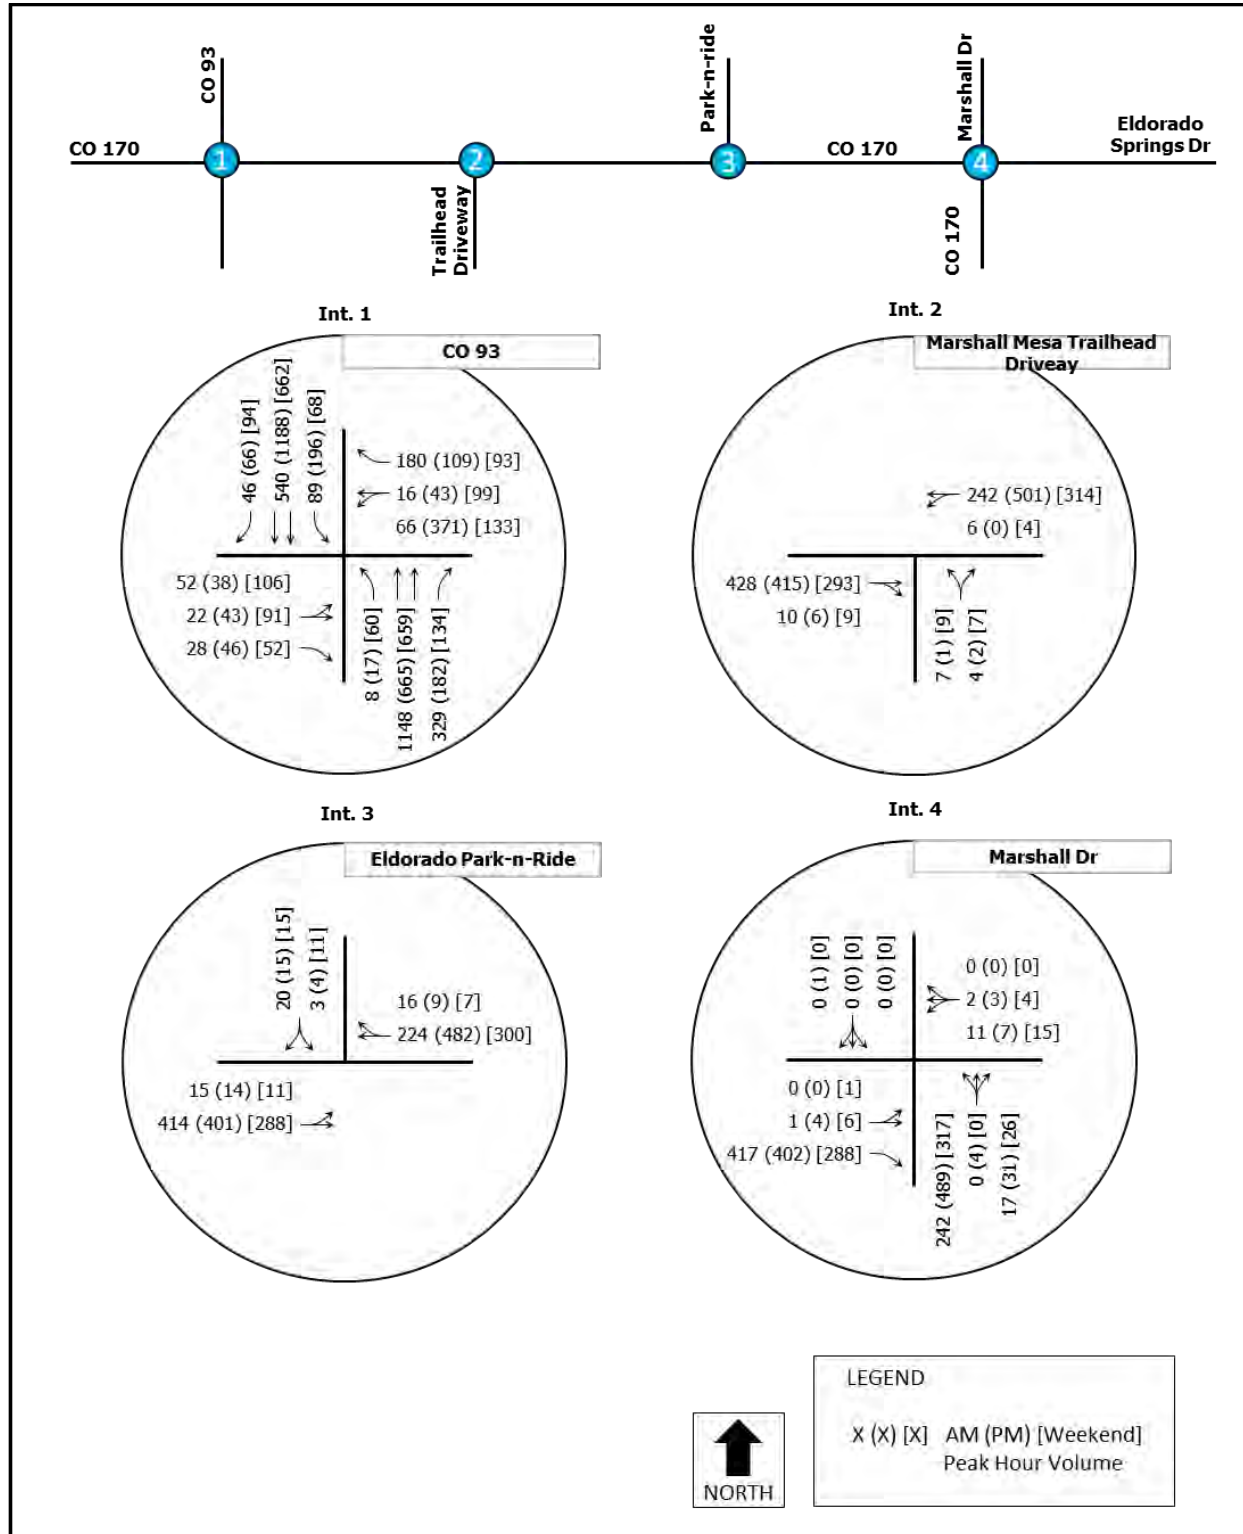 CO 93
Park-n-ride
Marshall Dr
Eldorado
Springs Dr
CO 170
CO 170
1
2
3
4
Trailhead
Driveway
CO 170
Int. 1
CO 93
46 (66) [94]
540 (1188) [662]
89 (196) [68]
180 (109) [93]
16 (43) [99]
66 (371) [133]
52 (38) [106]
22 (43) [91]
28 (46) [52]
8 (17) [60]
1148 (665) [659]
329 (182) [134]
Int. 2
Marshall Mesa Trailhead
Driveay
242 (501) [314]
6 (0) [4]
428 (415) [293]
10 (6) [9]
7 (1) [9]
4 (2) [7]
Int. 3
Eldorado Park-n-Ride
20 (15) [15]
3 (4) [11]
16 (9) [7]
224 (482) [300]
15 (14) [11]
414 (401) [288]
Int. 4
Marshall Dr
0 (1) [0]
0 (0) [0]
0 (0) [0]
0 (0) [0]
2 (3) [4]
11 (7) [15]
0 (0) [1]
1 (4) [6]
417 (402) [288]
242 (489) [317]
0 (4) [0]
17 (31) [26]
NORTH
LEGEND
X (X) [X] AM (PM) [Weekend]
Peak Hour Volume